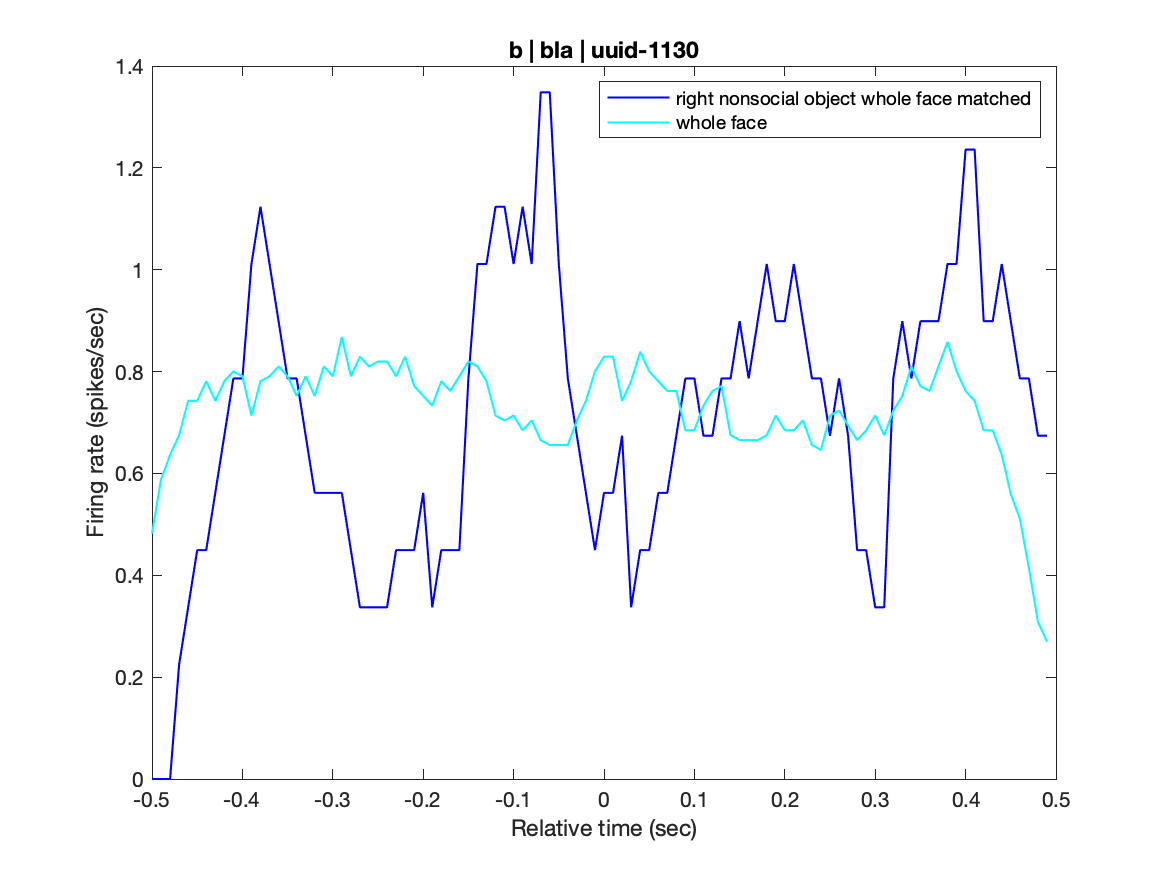 b | bla | uuid-1130
right nonsocial object whole face matched
whole face
Firing rate (spikes/sec)
1.4
1.2
1
0.8
0.6
0.4
0.2
0
-0.5 -0.4 -0.3 -0.2 -0.1 0 0.1 0.2 0.3 0.4 0.5
Relative time (sec)